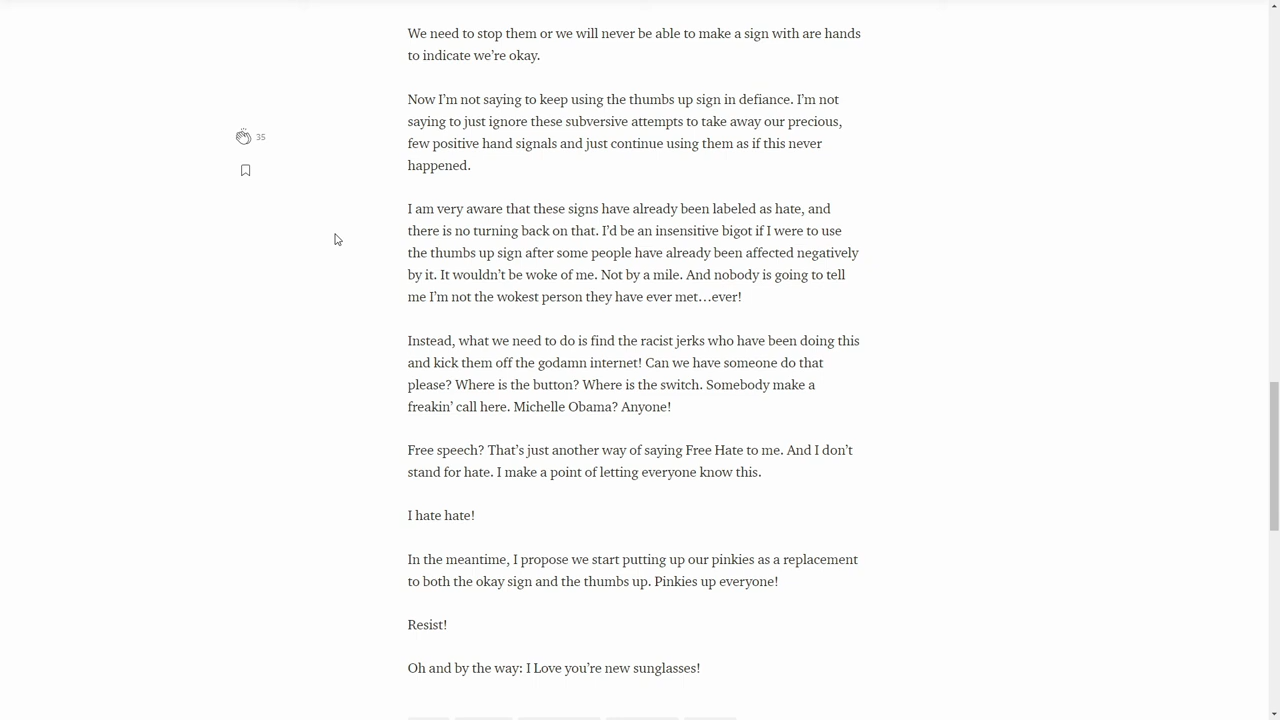 We need to stop them or we will never be able to make a sign with are hands
to indicate we’re okay.
Now I’m not saying to keep using the thumbs up sign in defiance. I’m not
saying to just ignore these subversive attempts to take away our precious,
few positive hand signals and just continue using them as if this never
happened.
35
I am very aware that these signs have already been labeled as hate, and
there is no turning back on that. I’d be an insensitive bigot if I were to use
the thumbs up sign after some people have already been affected negatively
by it. It wouldn’t be woke of me. Not by a mile. And nobody is going to tell
me I’m not the wokest person they have ever met…ever!
Instead, what we need to do is find the racist jerks who have been doing this
and kick them off the godamn internet! Can we have someone do that
please? Where is the button? Where is the switch. Somebody make a
freakin’ call here. Michelle Obama? Anyone!
Free speech? That’s just another way of saying Free Hate to me. And I don’t
stand for hate. I make a point of letting everyone know this.
I hate hate!
In the meantime, I propose we start putting up our pinkies as a replacement
to both the okay sign and the thumbs up. Pinkies up everyone!
Resist!
Oh and by the way: I Love you’re new sunglasses!